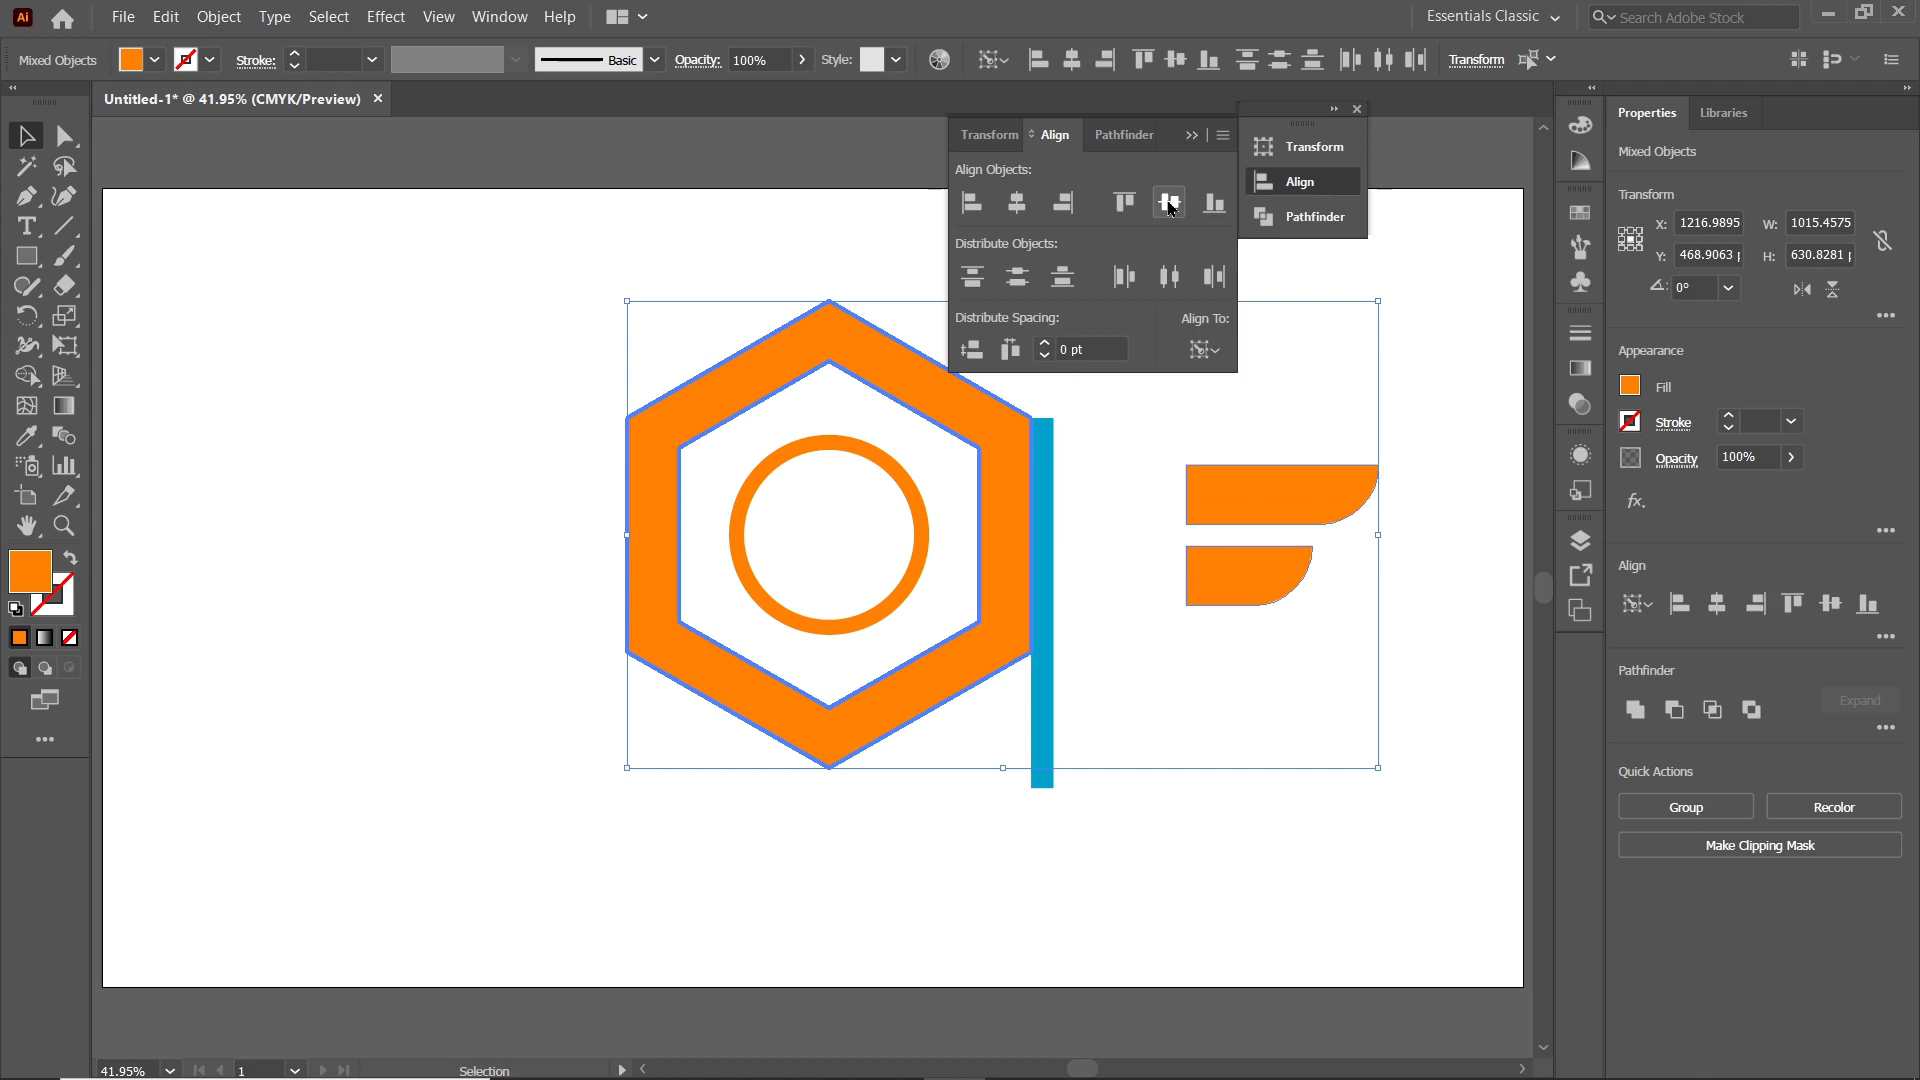 Ai File Edit Object Type Select Effect View Window Help Essentials Classic Search Adobe Stock
Mixed Objects Stroke: Basic Opacity: 100% Style: Transform
Untitled-1* @ 41.95% (CMYK/Preview)
Transform Align Pathfinder
Align Objects:
Distribute Objects:
Distribute Spacing: Align To:
0 pt
Transform
Align
Pathfinder
Properties Libraries
Mixed Objects
Transform
X: 1216.9895 W: 1015.4575
Y: 468.9063 H: 630.8281
0°
Appearance
Fill
Stroke
Opacity 100%
fx.
Align
Pathfinder
Expand
Quick Actions
Group Recolor
Make Clipping Mask
41.95% 1 Selection